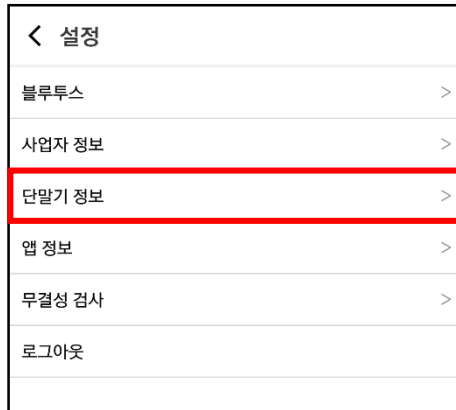 설정
블루투스
사업자 정보
단말기 정보
앱 정보
무결성 검사
로그아웃